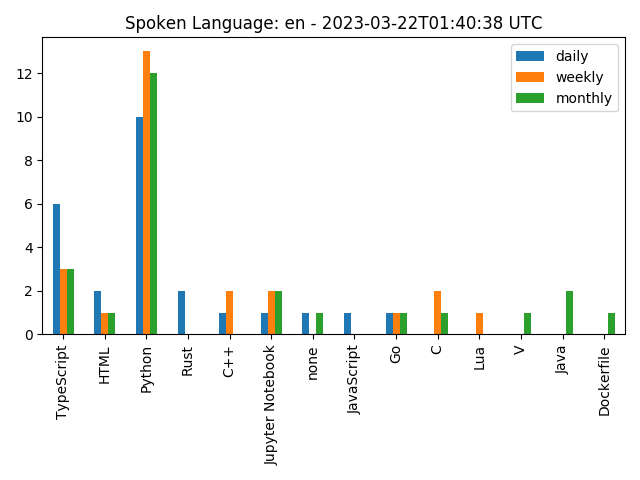 Spoken Language: en - 2023-03-22T01:40:38 UTC
daily
weekly
monthly
12
10
8
6
4
2
0
TypeScript
HTML
Python
Rust
C++
Jupyter Notebook
none
JavaScript
Go
C
Lua
V
Java
Dockerfile